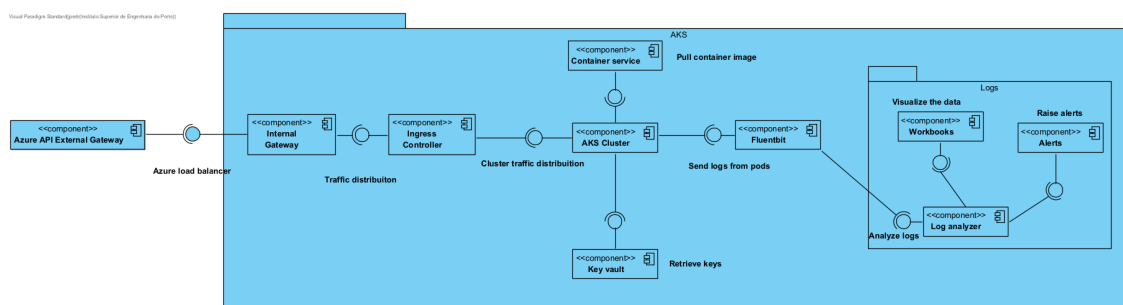 Visual Paradigm Standard(joelo(Instituto Superior de Engenharia do Porto))
AKS
<<component>>
Container service
Pull container image
Logs
Visualize the data
<<component>>
Workbooks
Raise alerts
<<component>>
Alerts
<<component>>
Azure API External Gateway
<<component>>
Internal
Gateway
<<component>>
Ingress
Controller
<<component>>
AKS Cluster
<<component>>
Fluentbit
Azure load balancer
Traffic distribuiton
Cluster traffic distribuition
Send logs from pods
<<component>>
Log analyzer
Analyze logs
<<component>>
Key vault
Retrieve keys